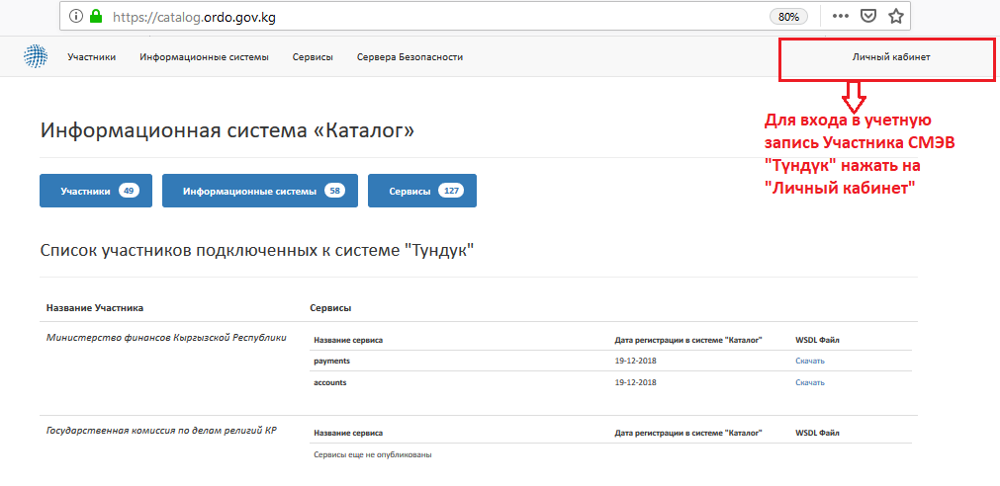 https://catalog.ordo.gov.kg
80%
Участники Информационные системы Сервисы Сервера Безопасности Личный кабинет
Для входа в учетную
запись Участника СМЭВ
"Тундук" нажать на
"Личный кабинет"
Информационная система «Каталог»
Участники 49 Информационные системы 58 Сервисы 127
Список участников подключенных к системе "Тундук"
Название Участника Сервисы
Министерство финансов Кыргызской Республики
Название сервиса Дата регистрации в системе "Каталог" WSDL Файл
payments 19-12-2018 Скачать
accounts 19-12-2018 Скачать
Государственная комиссия по делам религий КР
Название сервиса Дата регистрации в системе "Каталог" WSDL Файл
Сервисы еще не опубликованы